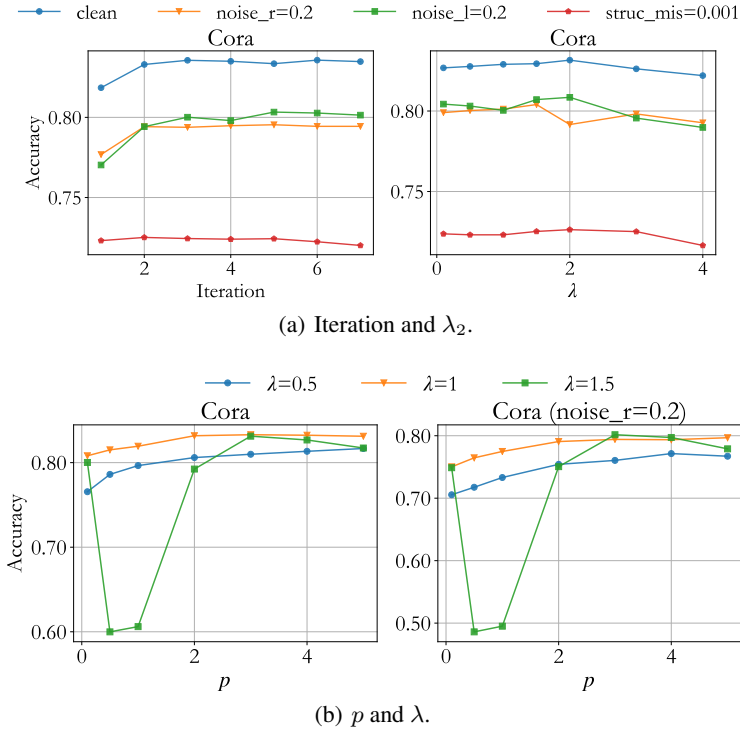 clean noise_r=0.2 noise_l=0.2 struc_mis=0.001
Cora Cora
Accuracy
0.80
0.75
2 4 6
Iteration
0.80
0.75
0 2 4
λ
(a) Iteration and λ₂.
λ=0.5 λ=1 λ=1.5
Cora Cora (noise_r=0.2)
Accuracy
0.80
0.70
0.60
0 2 4
p
0.80
0.70
0.60
0.50
0 2 4
p
(b) p and λ.